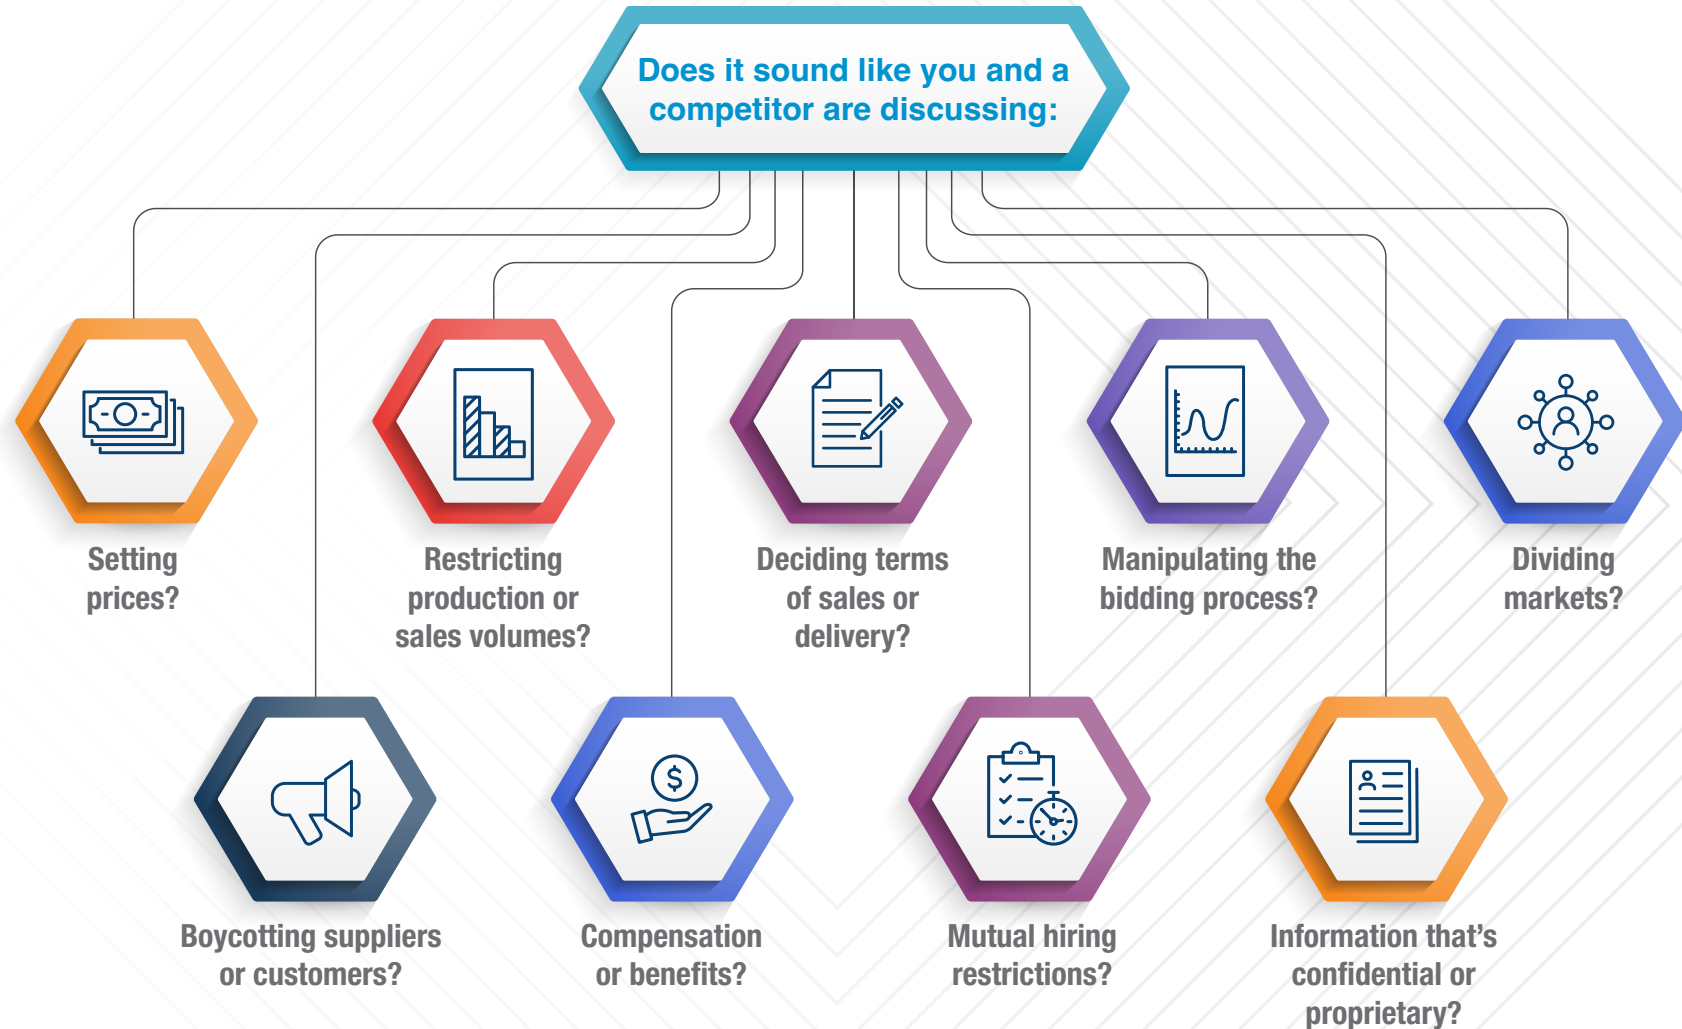 Does it sound like you and a
competitor are discussing:
Setting
prices?
Restricting
production or
sales volumes?
Deciding terms
of sales or
delivery?
Manipulating the
bidding process?
Dividing
markets?
Boycotting suppliers
or customers?
Compensation
or benefits?
Mutual hiring
restrictions?
Information that’s
confidential or
proprietary?